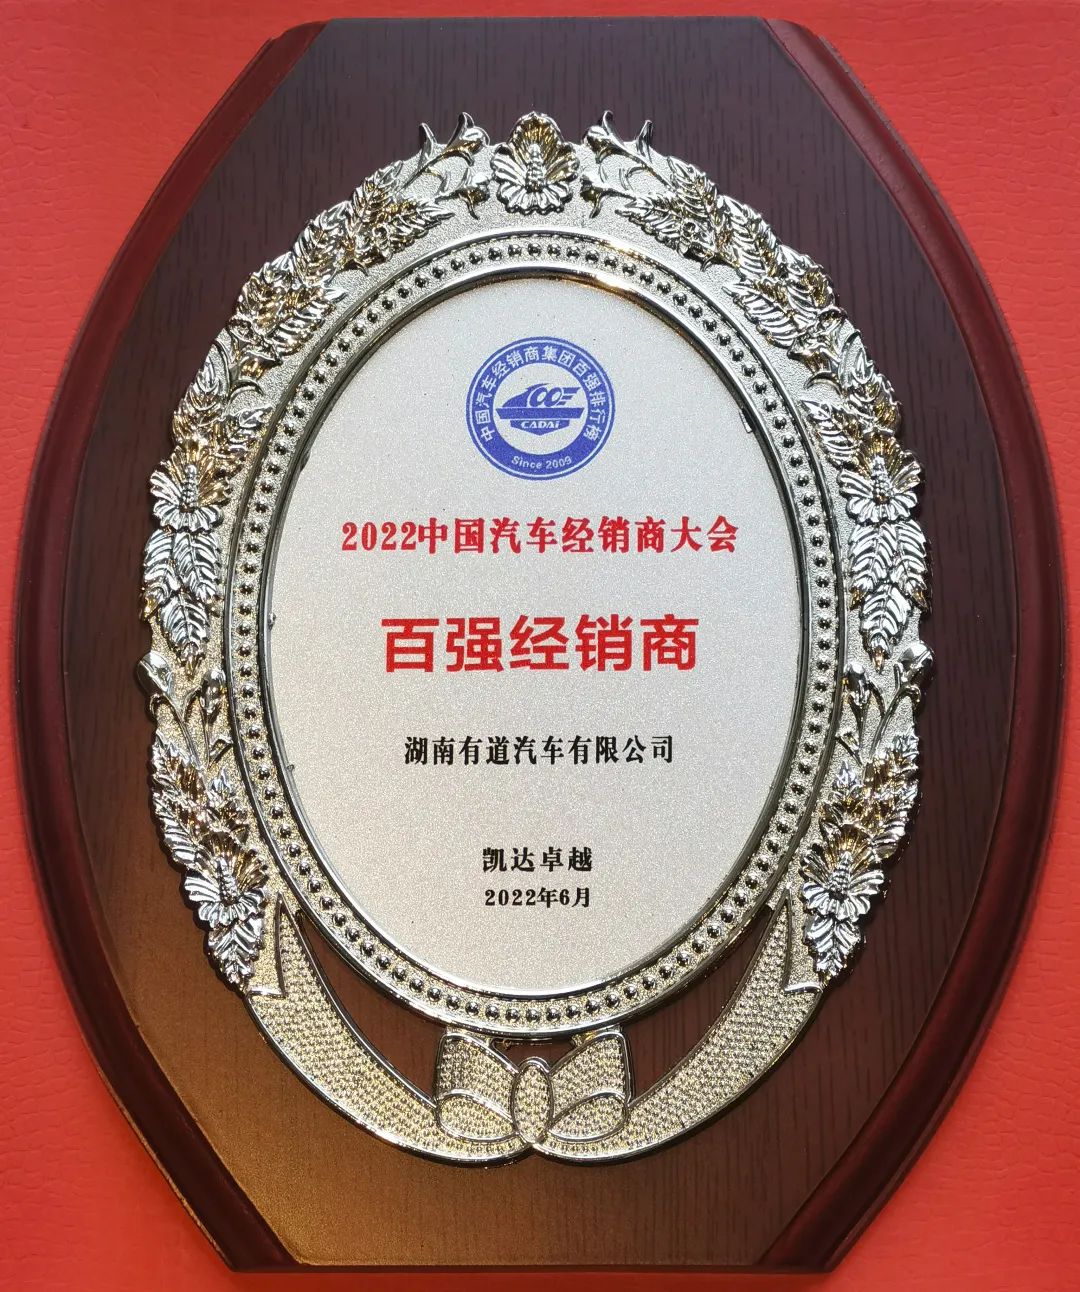 中国汽车经销商集团百强排行榜
CADAi
Since 2009
2022中国汽车经销商大会
百强经销商
湖南有道汽车有限公司
凯达卓越
2022年6月